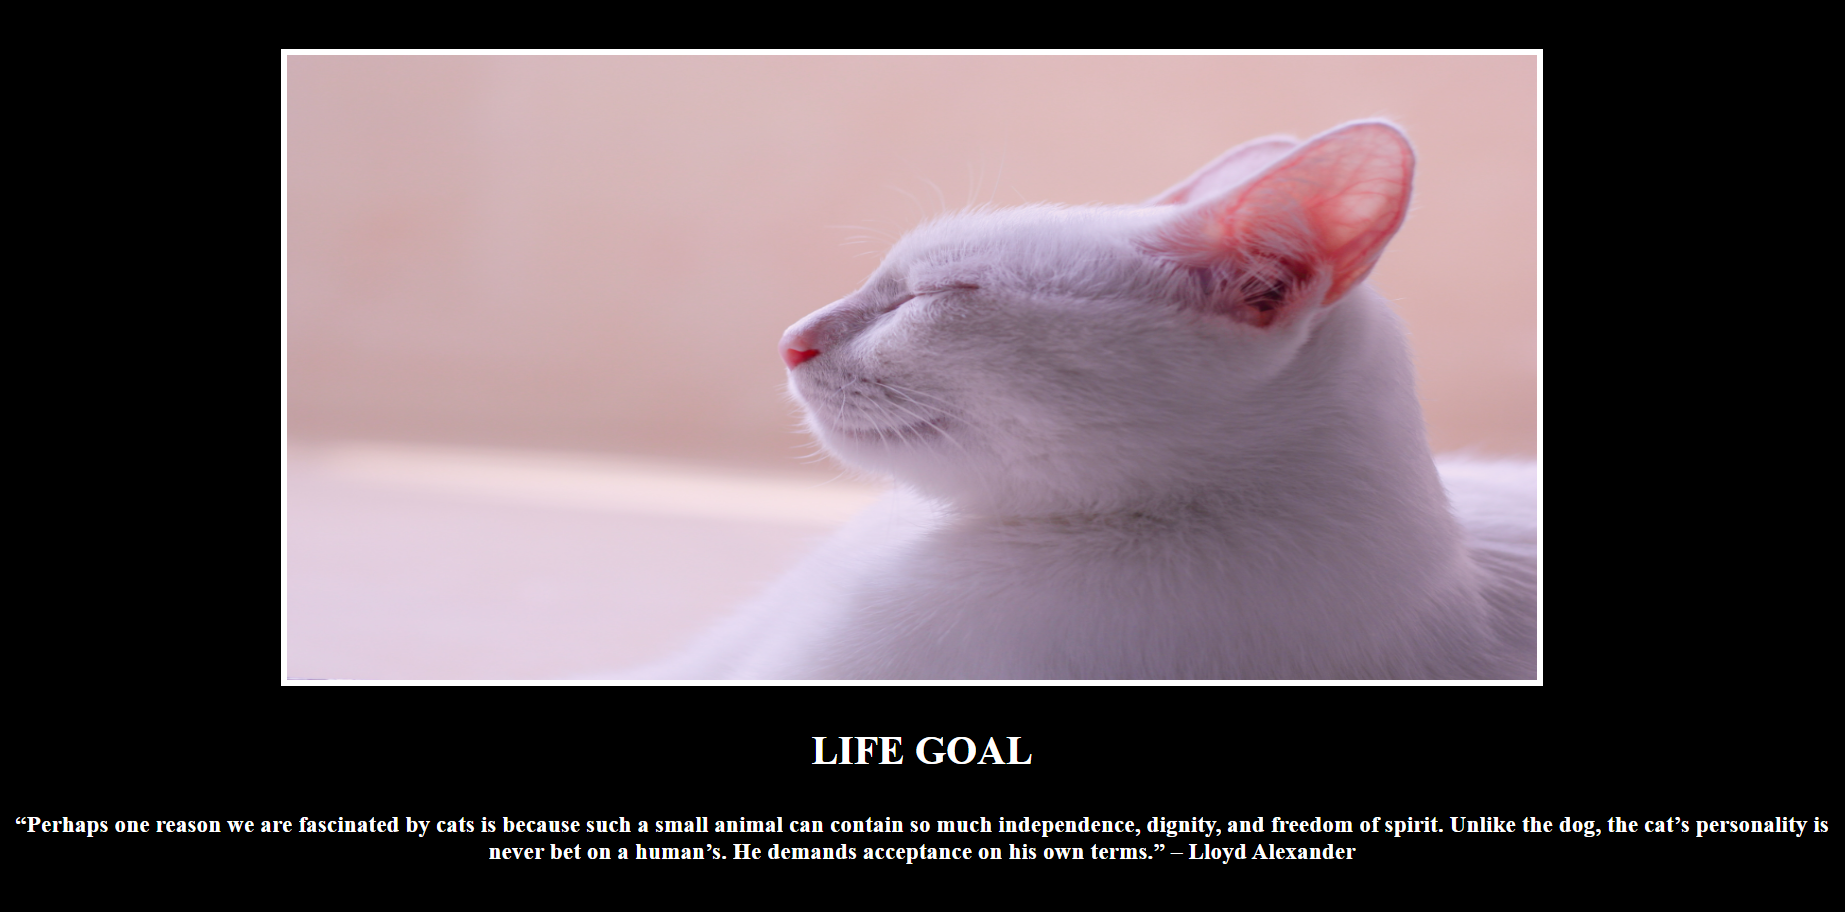 LIFE GOAL
“Perhaps one reason we are fascinated by cats is because such a small animal can contain so much independence, dignity, and freedom of spirit. Unlike the dog, the cat’s personality is
never bet on a human’s. He demands acceptance on his own terms.” – Lloyd Alexander